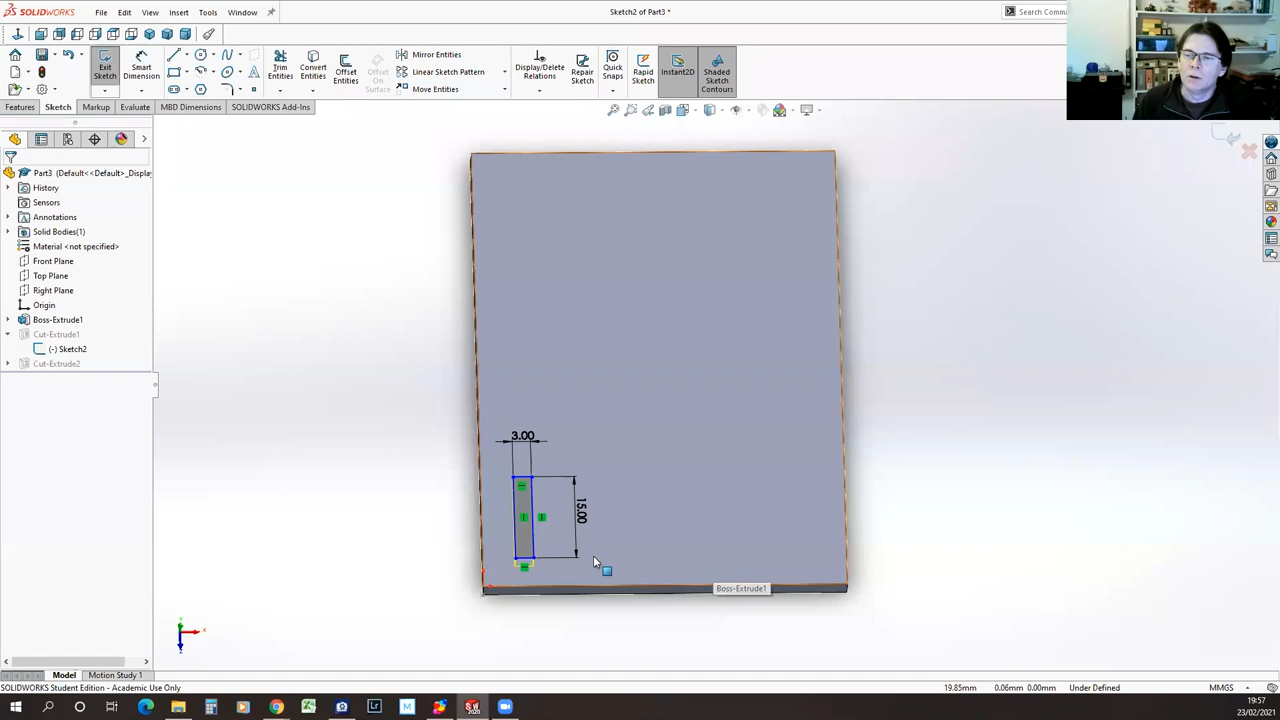 SOLIDWORKS
File
Edit
View
Insert
Tools
Window
Sketch2 of Part3 *
Search Comm
Exit
Sketch
Smart
Dimension
Trim
Entities
Convert
Entities
Offset
Entities
Offset
On
Surface
Mirror Entities
Linear Sketch Pattern
Move Entities
Display/Delete
Relations
Repair
Sketch
Quick
Snaps
Rapid
Sketch
Instant2D
Shaded
Sketch
Contours
Features
Sketch
Markup
Evaluate
MBD Dimensions
SOLIDWORKS Add-Ins
Part3 (Default<<Default>_Display
History
Sensors
Annotations
Solid Bodies(1)
Material <not specified>
Front Plane
Top Plane
Right Plane
Origin
Boss-Extrude1
Cut-Extrude1
(-) Sketch2
Cut-Extrude2
3.00
15.00
Boss-Extrude1
Model
Motion Study 1
SOLIDWORKS Student Edition - Academic Use Only
19.85mm
0.06mm
0.00mm
Under Defined
MMGS
19:57
23/02/2021